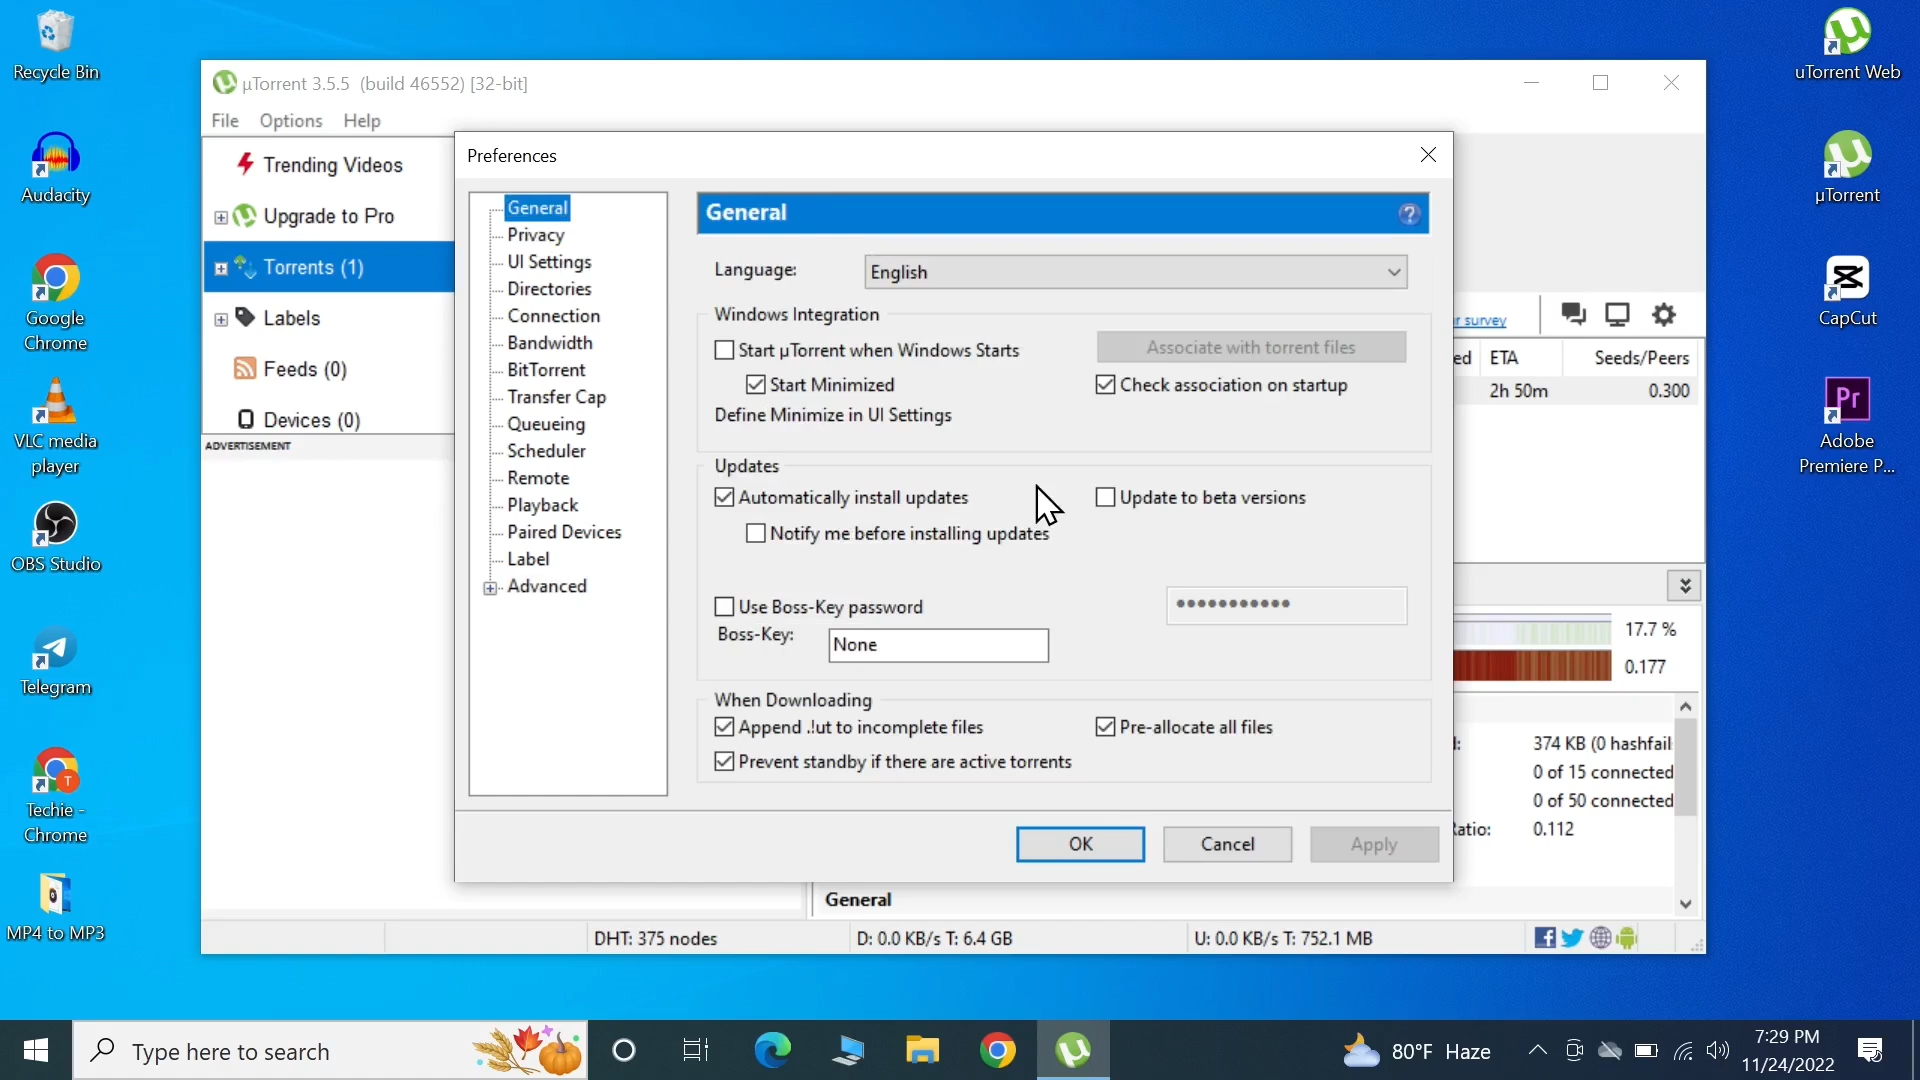 Recycle Bin
Audacity
Google
Chrome
VLC media
player
OBS Studio
Telegram
Techie -
Chrome
MP4 to MP3
uTorrent Web
µTorrent
CapCut
Pr
Adobe
Premiere P...
µTorrent 3.5.5 (build 46552) [32-bit]
File Options Help
Trending Videos
Upgrade to Pro
Torrents (1)
Labels
Feeds (0)
Devices (0)
ADVERTISEMENT
Preferences
General
Privacy
UI Settings
Directories
Connection
Bandwidth
BitTorrent
Transfer Cap
Queueing
Scheduler
Remote
Playback
Paired Devices
Label
Advanced
General
?
Language: English
Windows Integration
Start µTorrent when Windows Starts
Associate with torrent files
Start Minimized
Check association on startup
Define Minimize in UI Settings
Updates
Automatically install updates
Update to beta versions
Notify me before installing updates
Use Boss-Key password
Boss-Key: None
When Downloading
Append .!ut to incomplete files
Pre-allocate all files
Prevent standby if there are active torrents
OK Cancel Apply
r survey
ed ETA Seeds/Peers
2h 50m 0.300
17.7 %
0.177
374 KB (0 hashfail
0 of 15 connected
0 of 50 connected
Ratio: 0.112
General
DHT: 375 nodes
D: 0.0 KB/s T: 6.4 GB
U: 0.0 KB/s T: 752.1 MB
Type here to search
80°F Haze
7:29 PM
11/24/2022